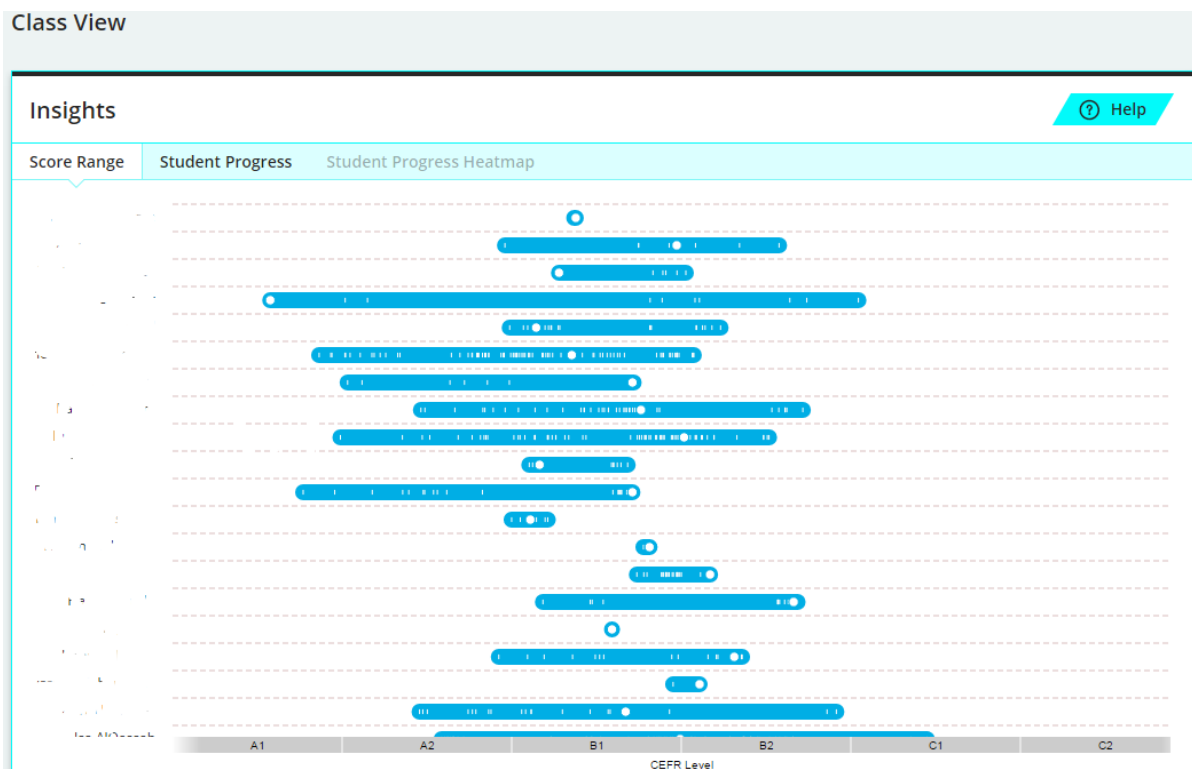 Class View
Insights
Help
Score Range Student Progress Student Progress Heatmap
A1 A2 B1 B2 C1 C2
CEFR Level